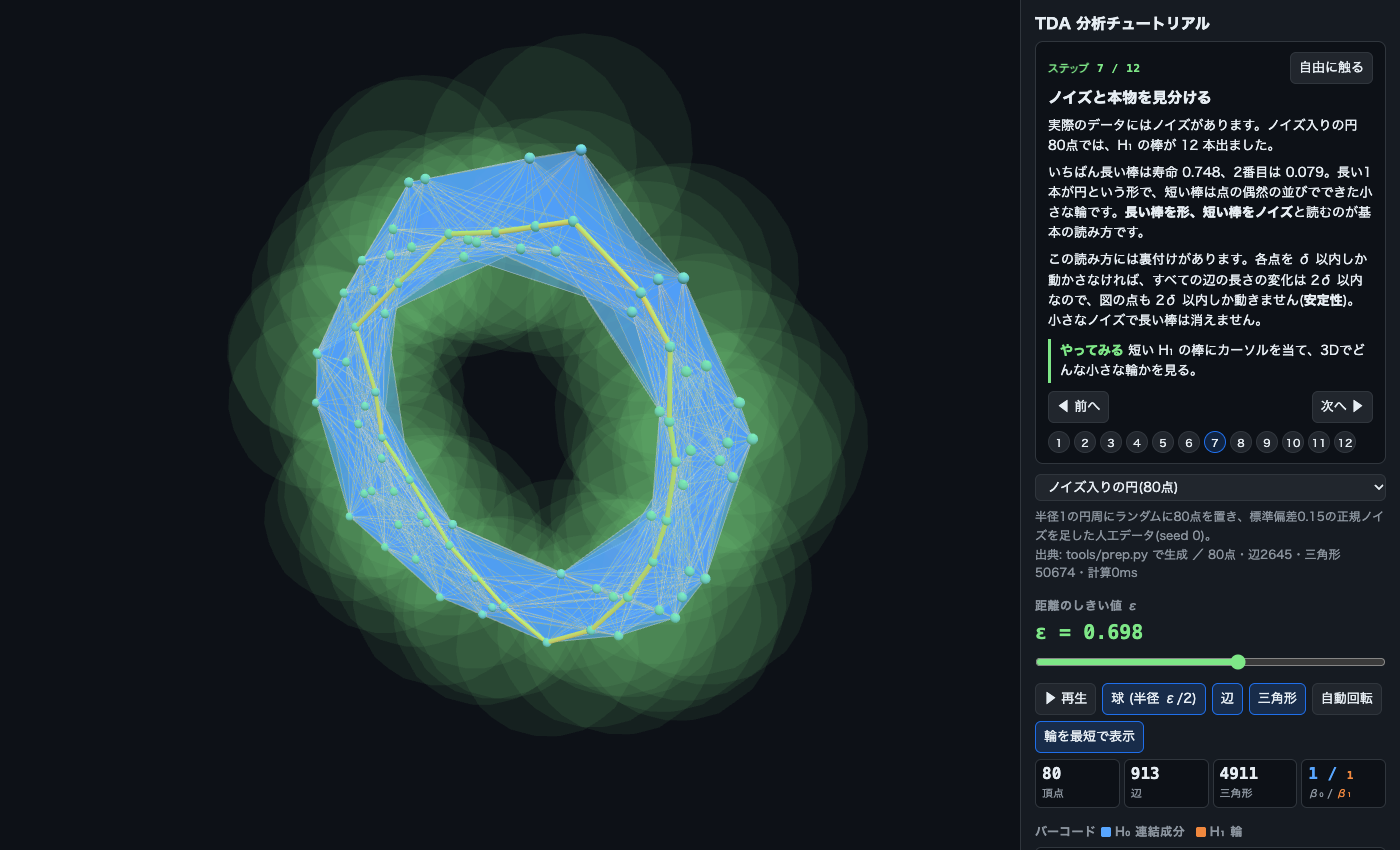 TDA 分析チュートリアル
ステップ 7 / 12
自由に触る
ノイズと本物を見分ける
実際のデータにはノイズがあります。ノイズ入りの円
80点では、H₁ の棒が 12 本出ました。
いちばん長い棒は寿命 0.748、2番目は 0.079。長い1
本が円という形で、短い棒は点の偶然の並びでできた小
さな輪です。長い棒を形、短い棒をノイズと読むのが基
本の読み方です。
この読み方には裏付けがあります。各点を δ 以内しか
動かさなければ、すべての辺の長さの変化は 2δ 以内
なので、図の点も 2δ 以内しか動きません(安定性)。
小さなノイズで長い棒は消えません。
やってみる 短い H₁ の棒にカーソルを当て、3Dでど
んな小さな輪かを見る。
◀ 前へ
次へ ▶
1 2 3 4 5 6 7 8 9 10 11 12
ノイズ入りの円(80点)
半径1の円周にランダムに80点を置き、標準偏差0.15の正規ノイ
ズを足した人工データ(seed 0)。
出典: tools/prep.py で生成 ／ 80点・辺2645・三角形
50674・計算0ms
距離のしきい値 ε
ε = 0.698
▶ 再生 球 (半径 ε/2) 辺 三角形 自動回転
輪を最短で表示
80 913 4911 1 / 1
頂点 辺 三角形 β₀ / β₁
バーコード H₀ 連結成分 H₁ 輪